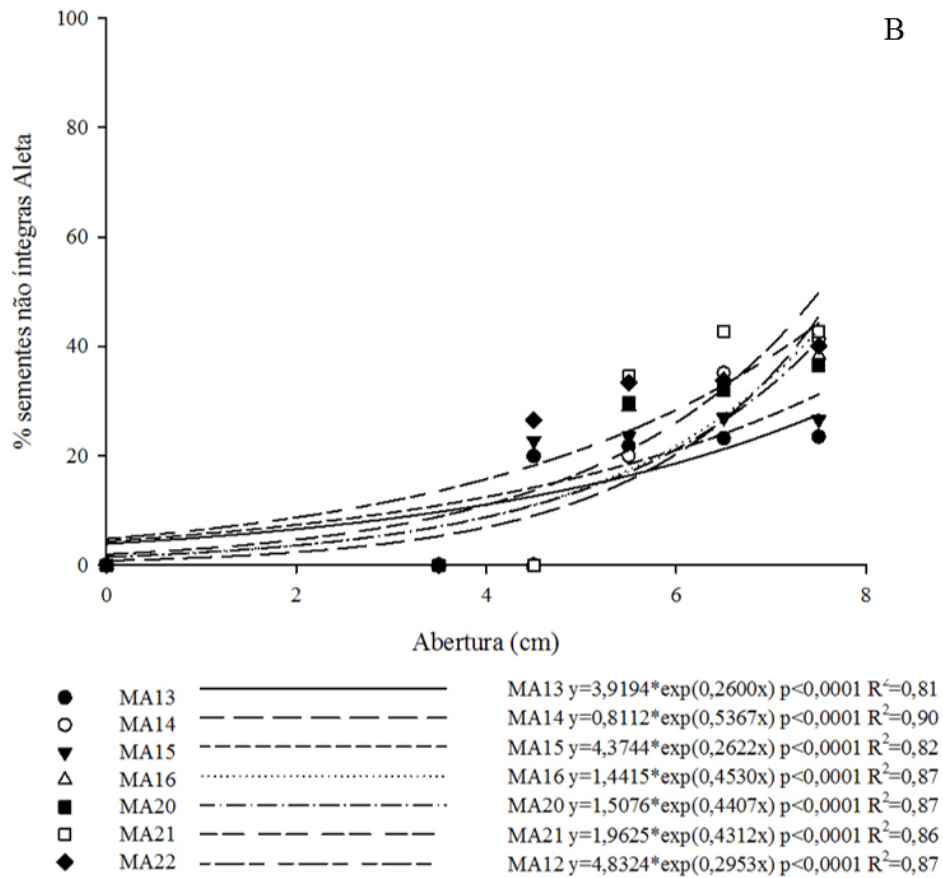 B
100
80
60
40
20
0
% sementes não íntegras Aleta
0 2 4 6 8
Abertura (cm)
MA13 MA13 y=3,9194*exp(0,2600x) p<0,0001 R²=0,81
MA14 MA14 y=0,8112*exp(0,5367x) p<0,0001 R²=0,90
MA15 MA15 y=4,3744*exp(0,2622x) p<0,0001 R²=0,82
MA16 MA16 y=1,4415*exp(0,4530x) p<0,0001 R²=0,87
MA20 MA20 y=1,5076*exp(0,4407x) p<0,0001 R²=0,87
MA21 MA21 y=1,9625*exp(0,4312x) p<0,0001 R²=0,86
MA22 MA12 y=4,8324*exp(0,2953x) p<0,0001 R²=0,87